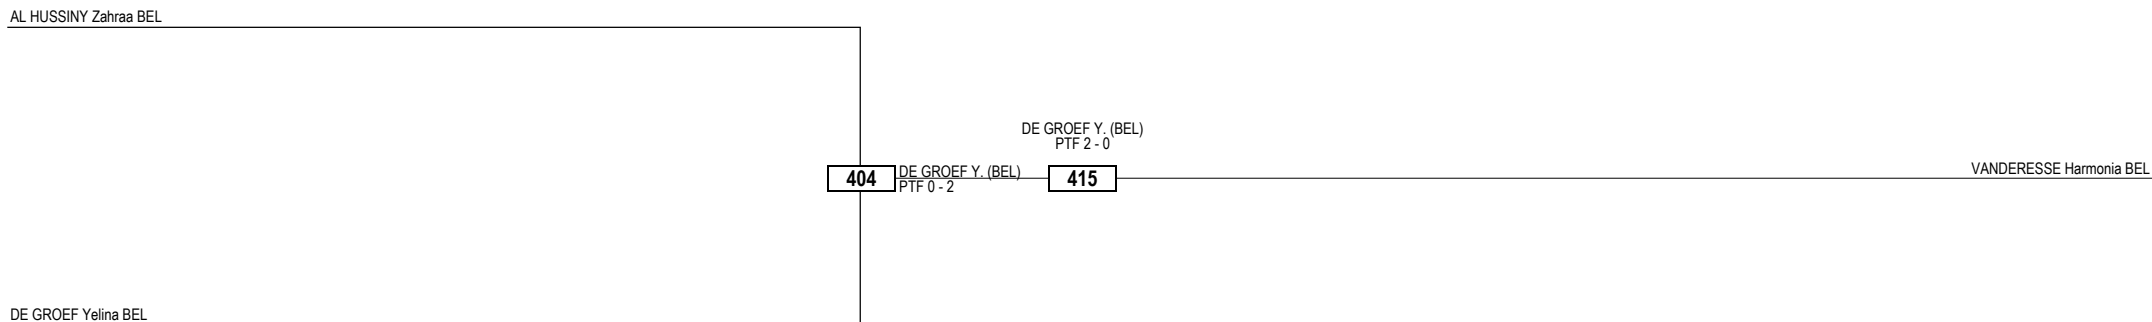 AL HUSSINY Zahraa BEL
DE GROEF Y. (BEL)
PTF 2 - 0
404
DE GROEF Y. (BEL)
PTF 0 - 2
415
VANDERESSE Harmonia BEL
DE GROEF Yelina BEL